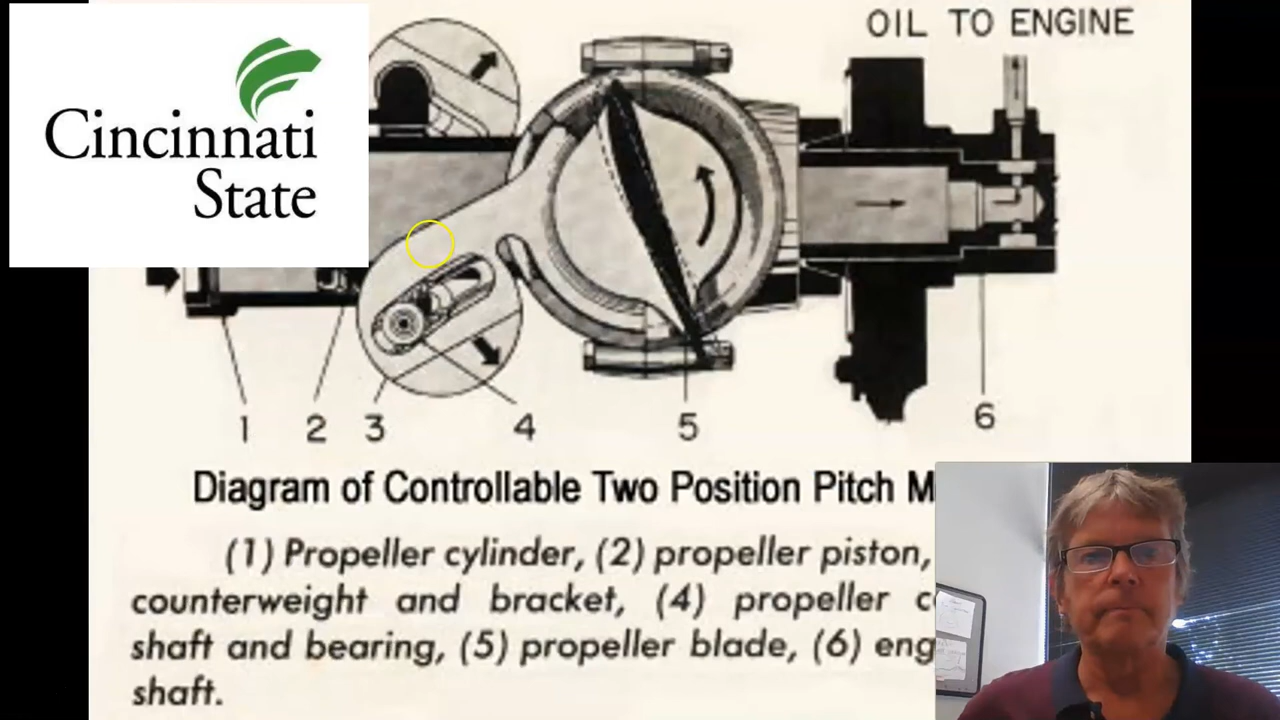 OIL TO ENGINE
Cincinnati
State
1 2 3 4 5 6
Diagram of Controllable Two Position Pitch
(1) Propeller cylinder, (2) propeller piston,
counterweight and bracket, (4) propeller
shaft and bearing, (5) propeller blade, (6)
shaft.